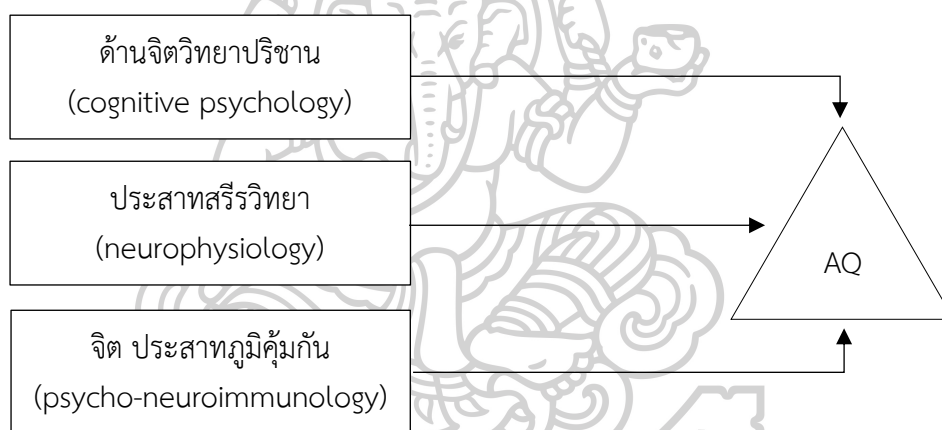 ด้านจิตวิทยาปริชาน
(cognitive psychology)
ประสาทสรีรวิทยา
(neurophysiology)
AQ
จิต ประสาทภูมิคุ้มกัน
(psycho-neuroimmunology)